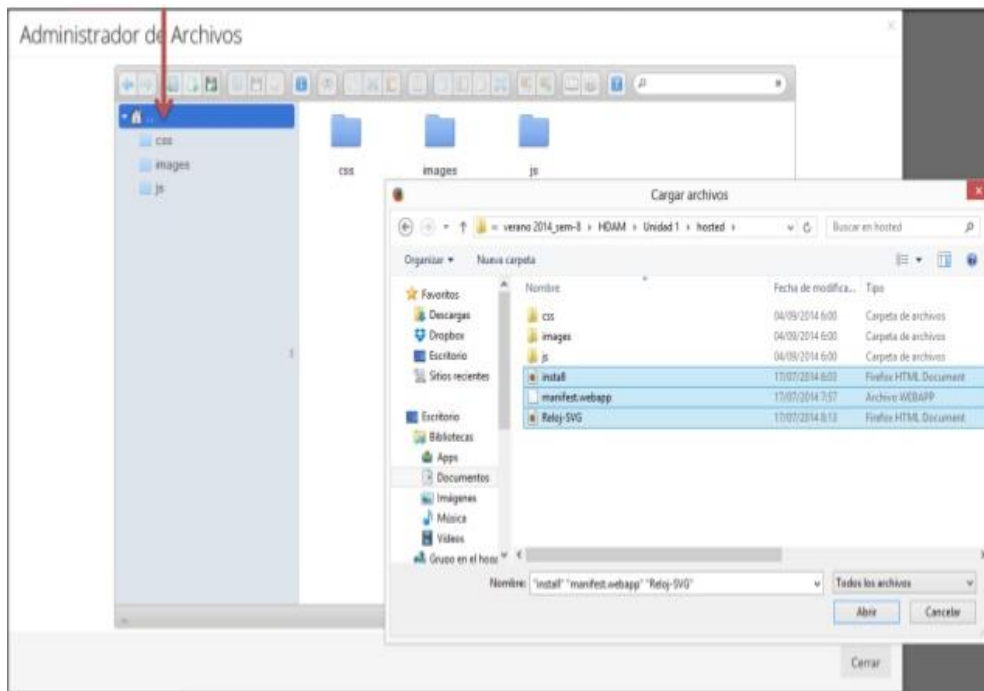 Administrador de Archivos
..
css
images
js
css
images
js
Cargar archivos
« verano 2014_sem-8 ▸ HDAM ▸ Unidad 1 ▸ hosted ▸
Buscar en hosted
Organizar
Nueva carpeta
Favoritos
Descargas
Dropbox
Escritorio
Sitios recientes
Escritorio
Bibliotecas
Apps
Documentos
Imágenes
Música
Vídeos
Grupo en el hoga
Nombre
Fecha de modifica...
Tipo
css
04/09/2014 6:00
Carpeta de archivos
images
04/09/2014 6:00
Carpeta de archivos
js
04/09/2014 6:00
Carpeta de archivos
install
17/07/2014 6:03
Firefox HTML Document
manifest.webapp
17/07/2014 7:57
Archivo WEBAPP
Reloj-SVG
17/07/2014 8:13
Firefox HTML Document
Nombre:
"install" "manifest.webapp" "Reloj-SVG"
Todos los archivos
Abrir
Cancelar
Cerrar